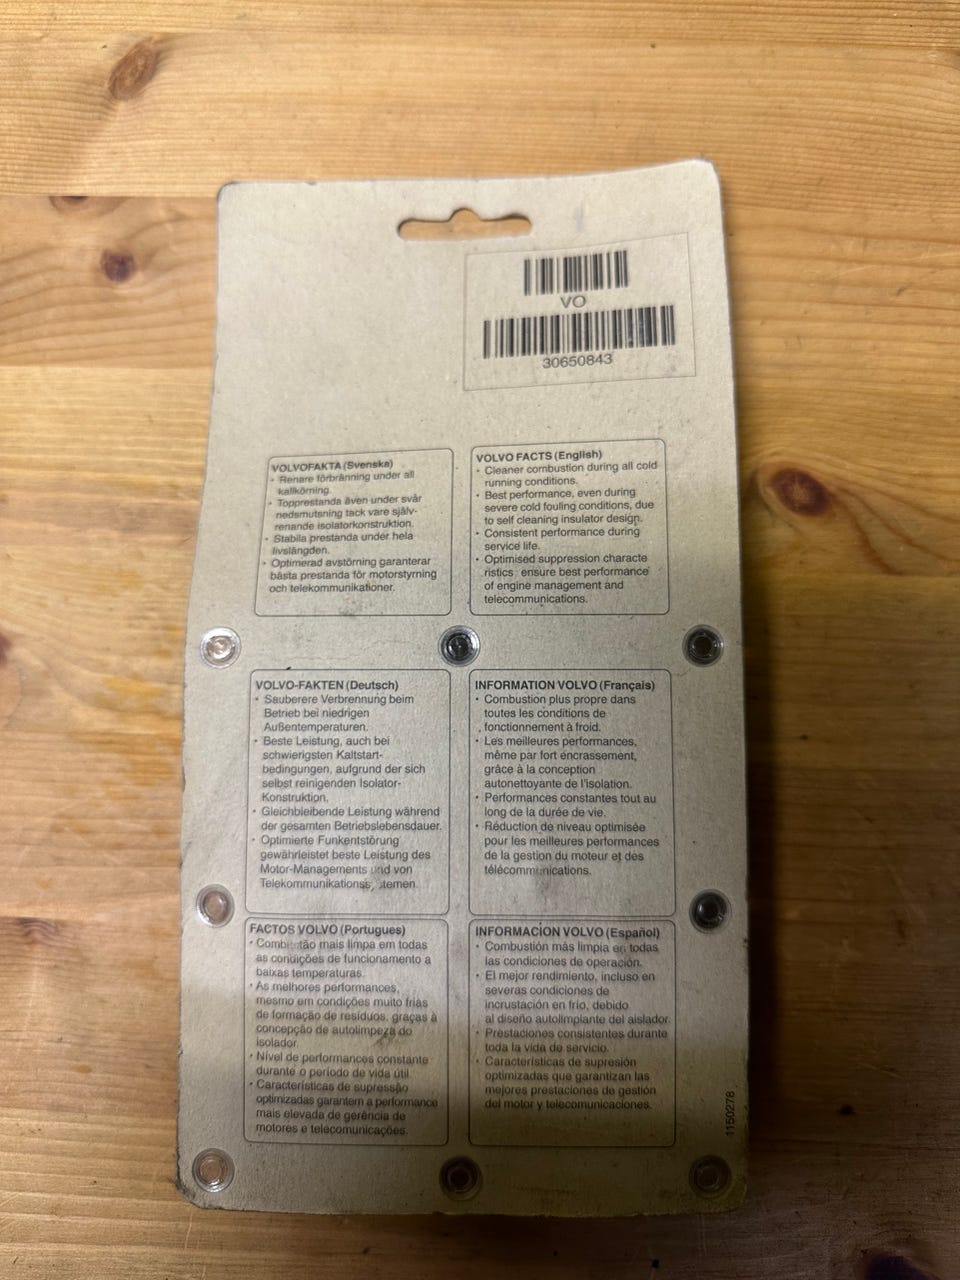 VO
30650843
VOLVOFAKTA (Svenska)
• Renare förbränning under all
kallkörning.
• Topprestanda även under svår
nedsmutsning tack vare själv-
renande isolatorkonstruktion.
• Stabila prestanda under hela
livslängden.
• Optimerad avstörning garanterar
bästa prestanda för motorstyrning
och telekommunikationer.
VOLVO FACTS (English)
• Cleaner combustion during all cold
running conditions.
• Best performance, even during
severe cold fouling conditions, due
to self cleaning insulator design.
• Consistent performance during
service life.
• Optimised suppression characte
ristics ensure best performance
of engine management and
telecommunications.
VOLVO-FAKTEN (Deutsch)
• Sauberere Verbrennung beim
Betrieb bei niedrigen
Außentemperaturen.
• Beste Leistung, auch bei
schwierigsten Kaltstart-
bedingungen, aufgrund der sich
selbst reinigenden Isolator-
Konstruktion.
• Gleichbleibende Leistung während
der gesamten Betriebslebensdauer.
• Optimierte Funkentstörung
gewährleistet beste Leistung des
Motor-Managements und von
Telekommunikationssystemen.
INFORMATION VOLVO (Français)
• Combustion plus propre dans
toutes les conditions de
fonctionnement à froid.
• Les meilleures performances,
même par fort encrassement,
grâce à la conception
autonettoyante de l'isolation.
• Performances constantes tout au
long de la durée de vie.
• Réduction de niveau optimisée
pour les meilleures performances
de la gestion du moteur et des
télécommunications.
FACTOS VOLVO (Portugues)
• Combustão mais limpa em todas
as condições de funcionamento a
baixas temperaturas.
• As melhores performances,
mesmo em condições muito frias
de formação de resíduos, graças à
concepção de autolimpeza do
isolador.
• Nível de performances constante
durante o período de vida útil.
• Características de supressão
optimizadas garantem a performance
mais elevada de gerência de
motores e telecomunicações.
INFORMACÍON VOLVO (Español)
• Combustión más limpia en todas
las condiciones de operación.
• El mejor rendimiento, incluso en
severas condiciones de
incrustación en frío, debido
al diseño autolimpiante del aislador.
• Prestaciones consistentes durante
toda la vida de servicio.
• Características de supresión
optimizadas que garantizan las
mejores prestaciones de gestión
del motor y telecomunicaciones.
1150278